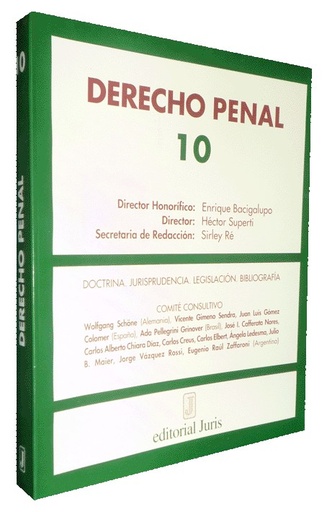 DERECHO PENAL
10
Director Honorífico: Enrique Bacigalupo
Director: Héctor Superti
Secretaria de Redacción: Sirley Ré
DOCTRINA. JURISPRUDENCIA. LEGISLACIÓN. BIBLIOGRAFÍA
COMITÉ CONSULTIVO
Wolfgang Schöne (Alemania), Vicente Gimeno Sendra, Juan Luis Gómez
Colomer (España), Ada Pellegrini Grinover (Brasil), José I. Cafferata Nores,
Carlos Alberto Chiara Díaz, Carlos Creus, Carlos Elbert, Angela Ledesma, Julio
B. Maier, Jorge Vazquez Rossi, Eugenio Raúl Zaffaroni (Argentina)
J
editorial Juris
DERECHO PENAL